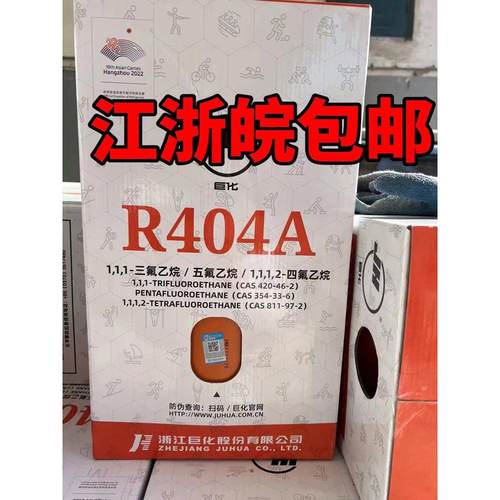 19th Asian Games
Hangzhou 2022
江浙皖包邮
巨化
R404A
1,1,1-三氟乙烷 / 五氟乙烷 / 1,1,1,2-四氟乙烷
1,1,1-TRIFLUOROETHANE (CAS 420-46-2)
PENTAFLUOROETHANE (CAS 354-33-6)
1,1,1,2-TETRAFLUOROETHANE (CAS 811-97-2)
防伪查询：扫码 / 巨化官网
HTTP://WWW.JUHUA.COM.CN
浙江巨化股份有限公司
ZHEJIANG JUHUA CO., LTD
JH
巨化